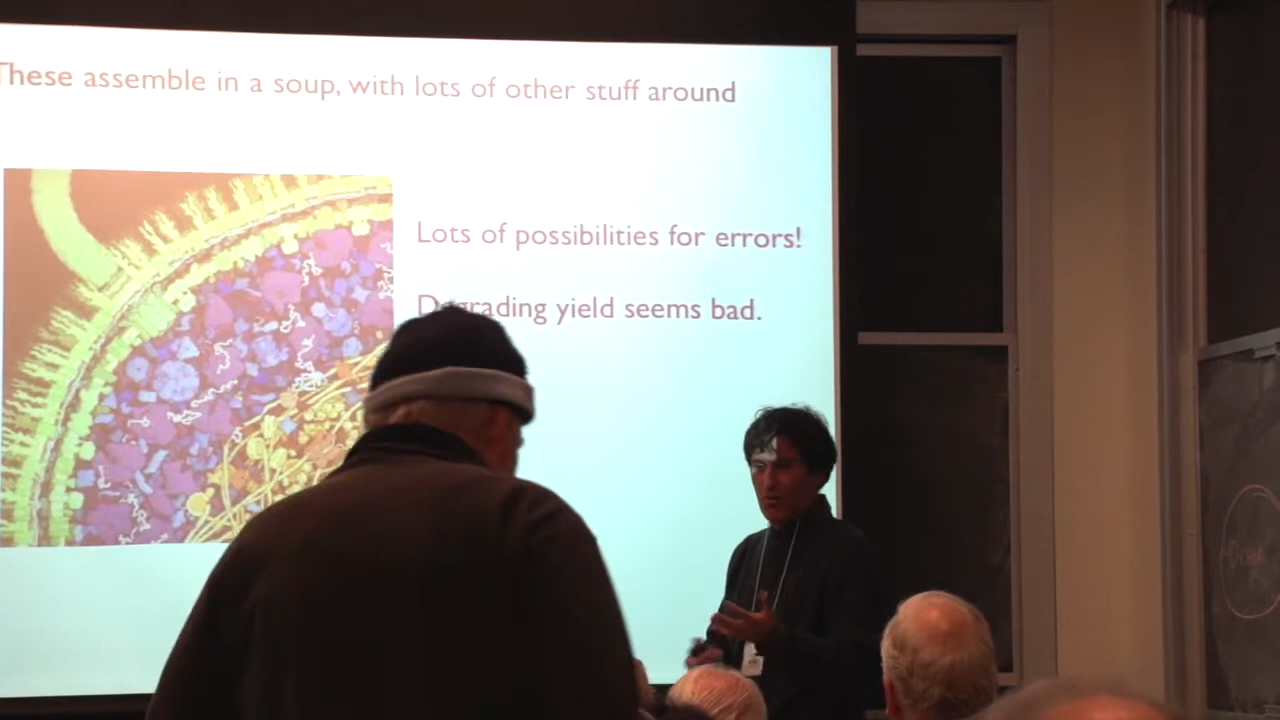 These assemble in a soup, with lots of other stuff around
Lots of possibilities for errors!
Degrading yield seems bad.